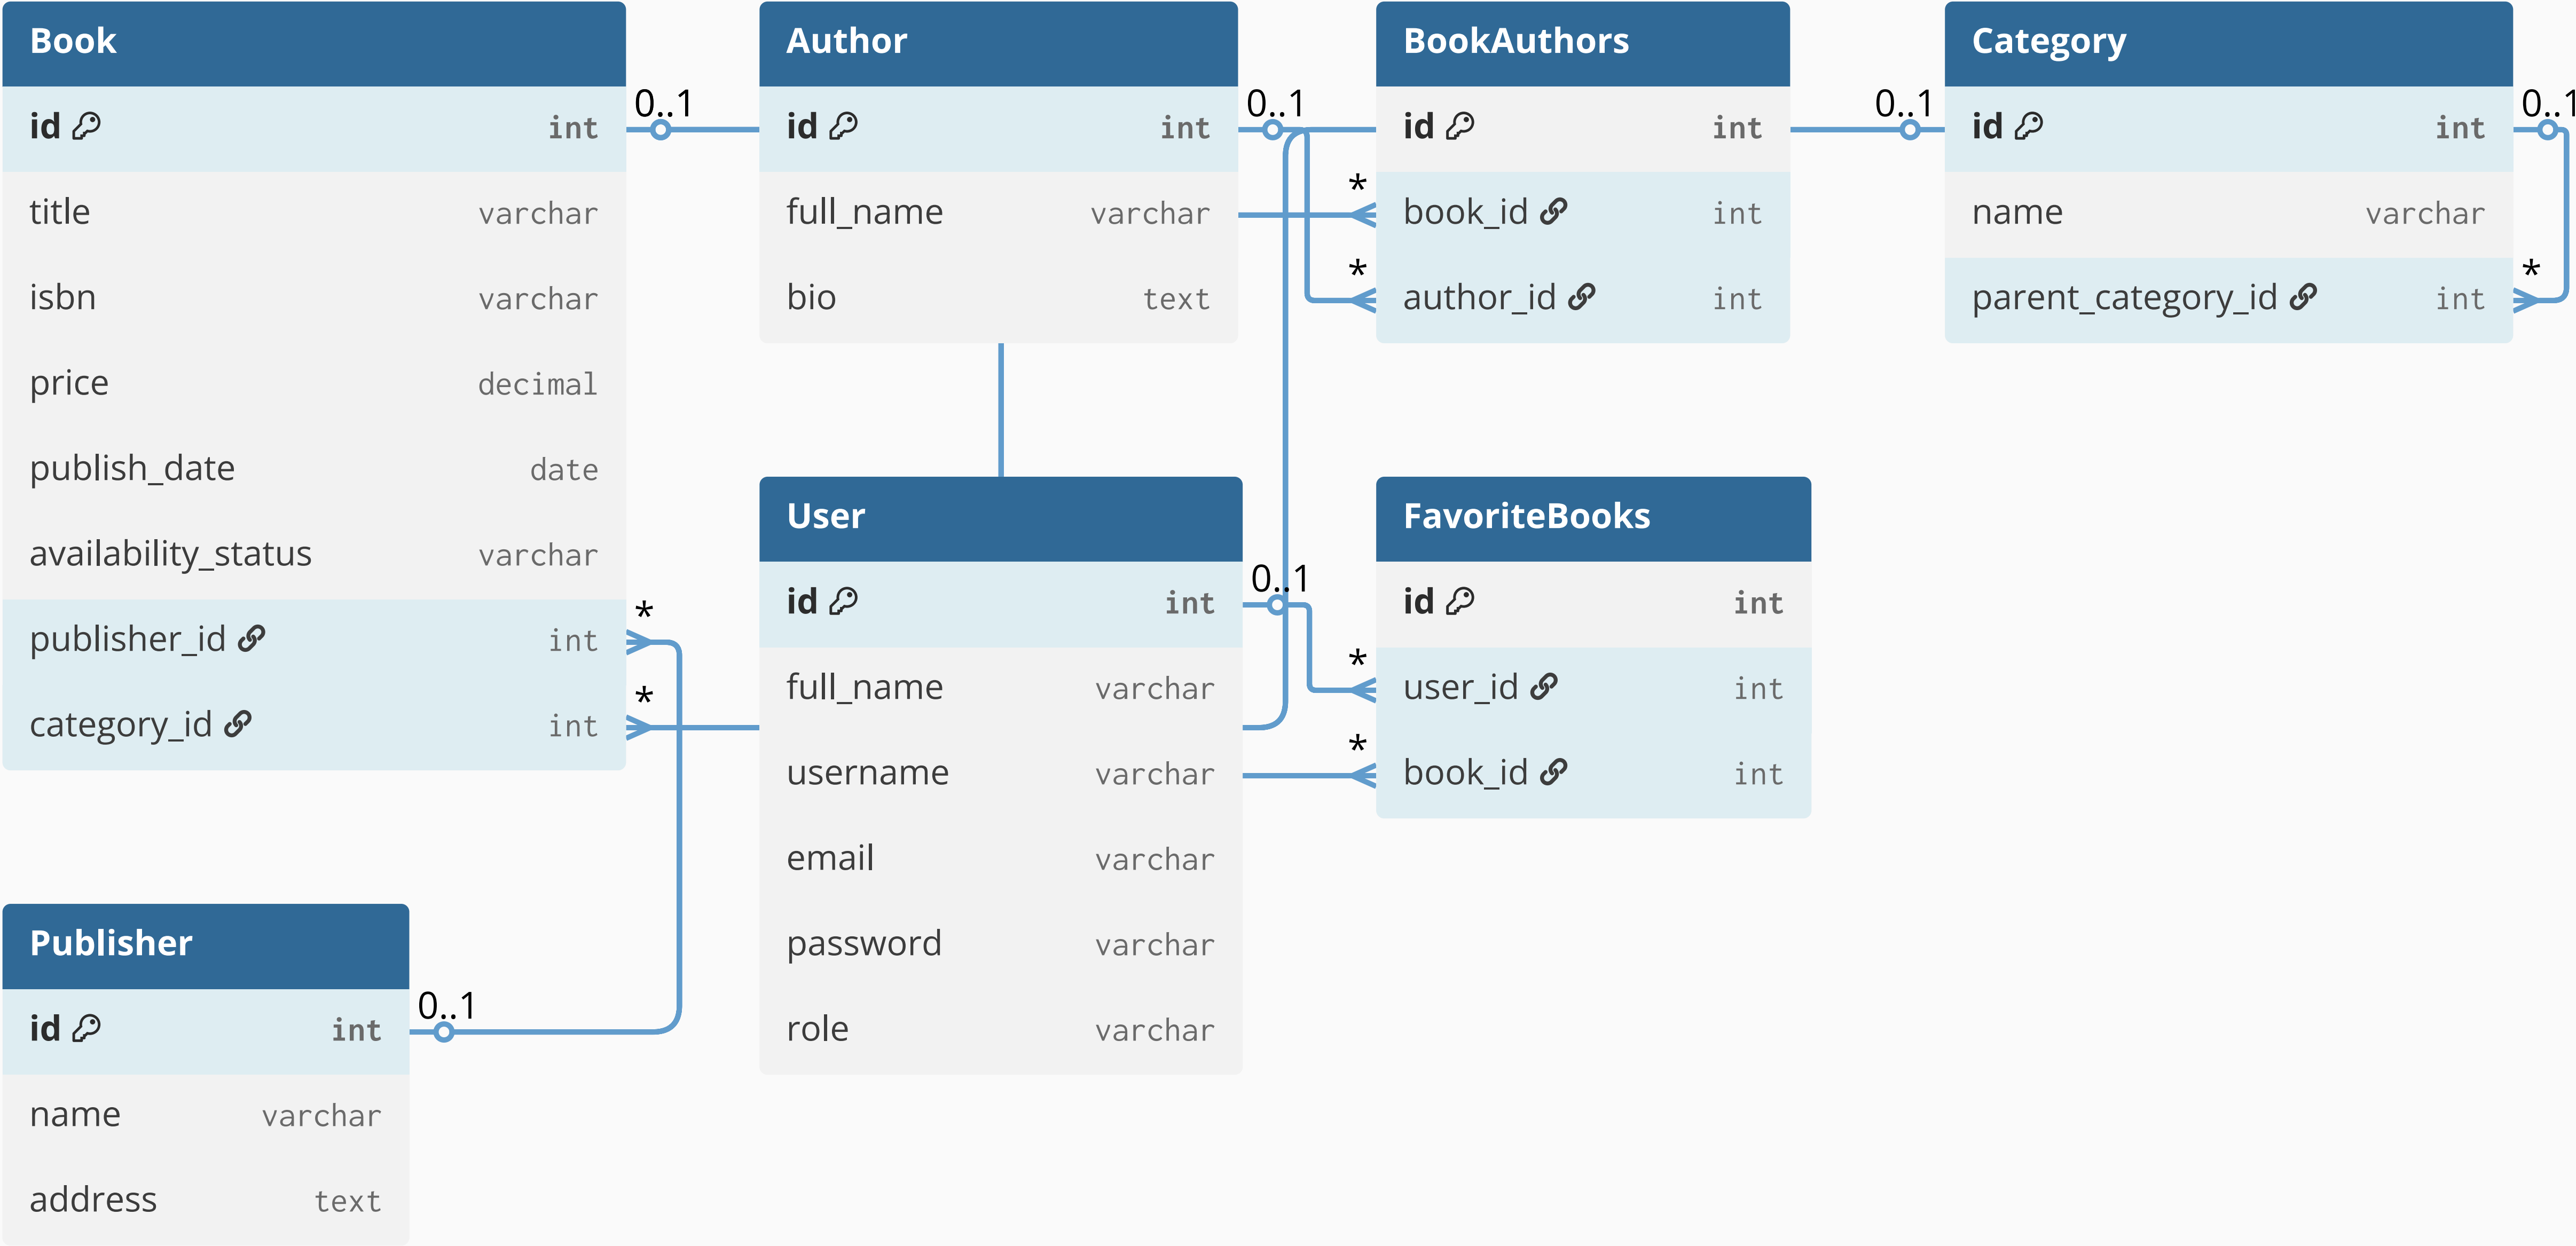 Book
id int
title varchar
isbn varchar
price decimal
publish_date date
availability_status varchar
publisher_id int
category_id int
0..1
*
*
Author
id int
full_name varchar
bio text
0..1
BookAuthors
id int
* book_id int
* author_id int
0..1
Category
id int
name varchar
parent_category_id int
0..1
*
User
id int
full_name varchar
username varchar
email varchar
password varchar
role varchar
0..1
FavoriteBooks
id int
* user_id int
* book_id int
Publisher
id int
name varchar
address text
0..1